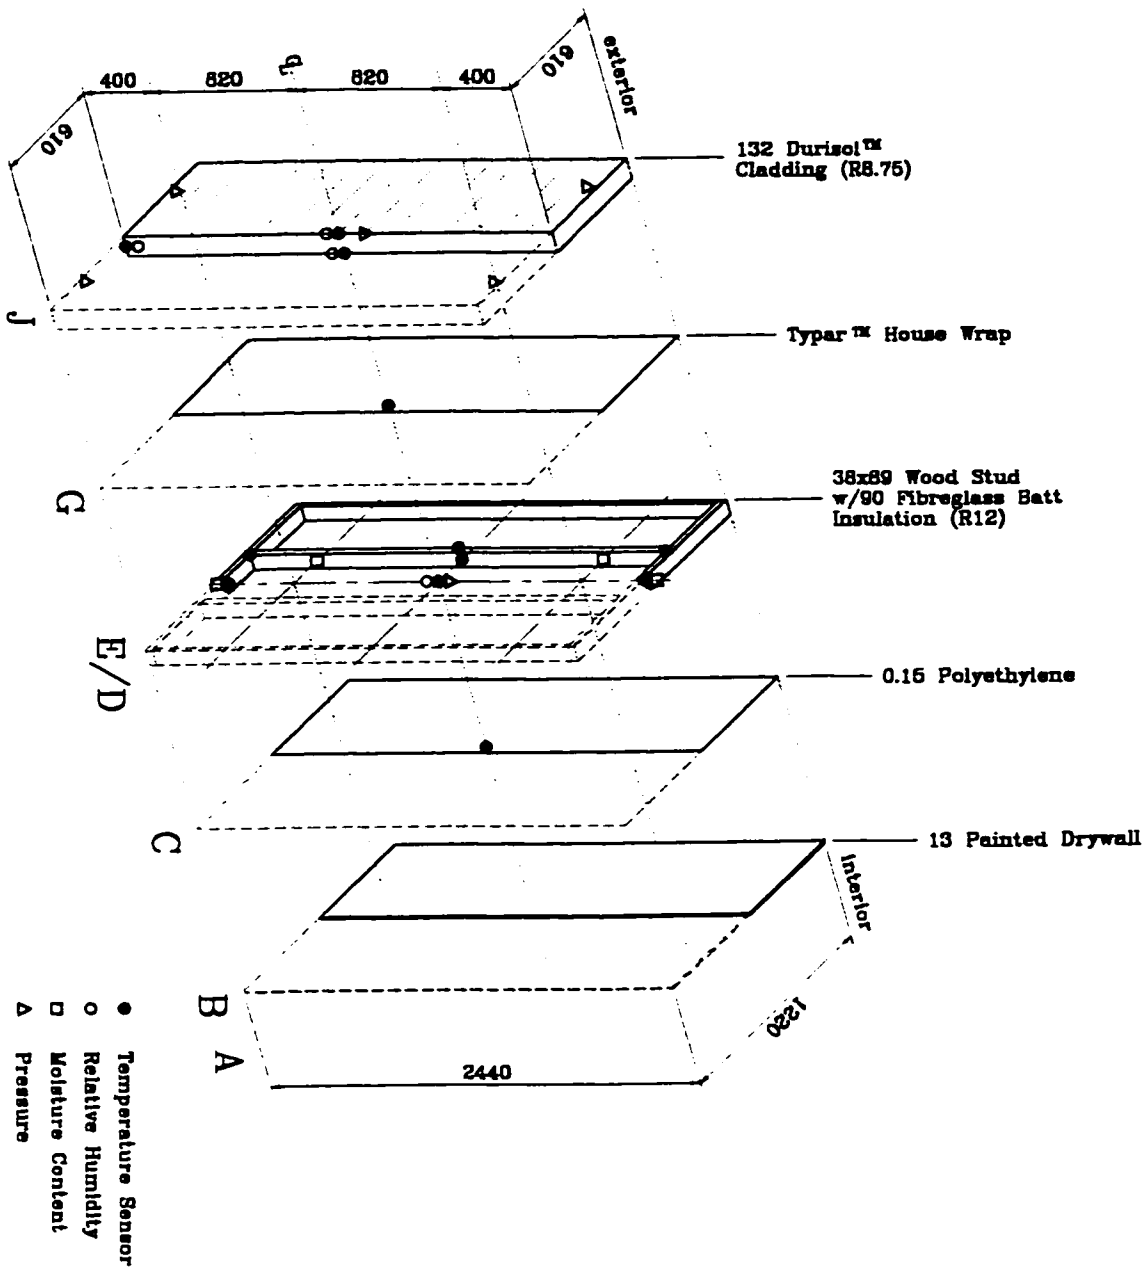 exterior
610
400
820
℄
820
400
610
132 Durisol™
Cladding (R8.75)
J
Typar™ House Wrap
G
38x89 Wood Stud
w/90 Fibreglass Batt
Insulation (R12)
E/D
0.15 Polyethylene
C
13 Painted Drywall
interior
B
A
1220
2440
Temperature Sensor
Relative Humidity
Moisture Content
Pressure